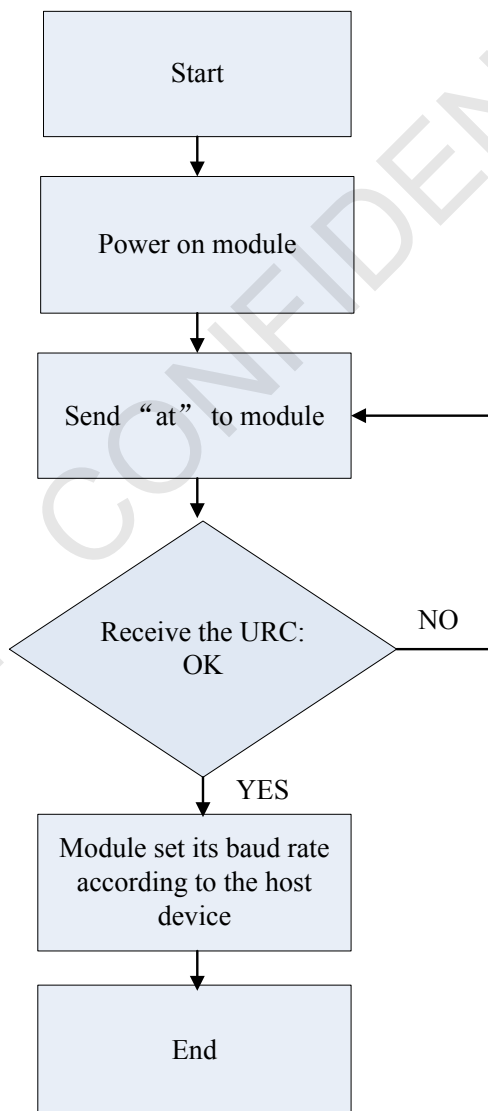 Start
Power on module
Send “at” to module
Receive the URC:
OK
NO
YES
Module set its baud rate
according to the host
device
End
CONFIDEN